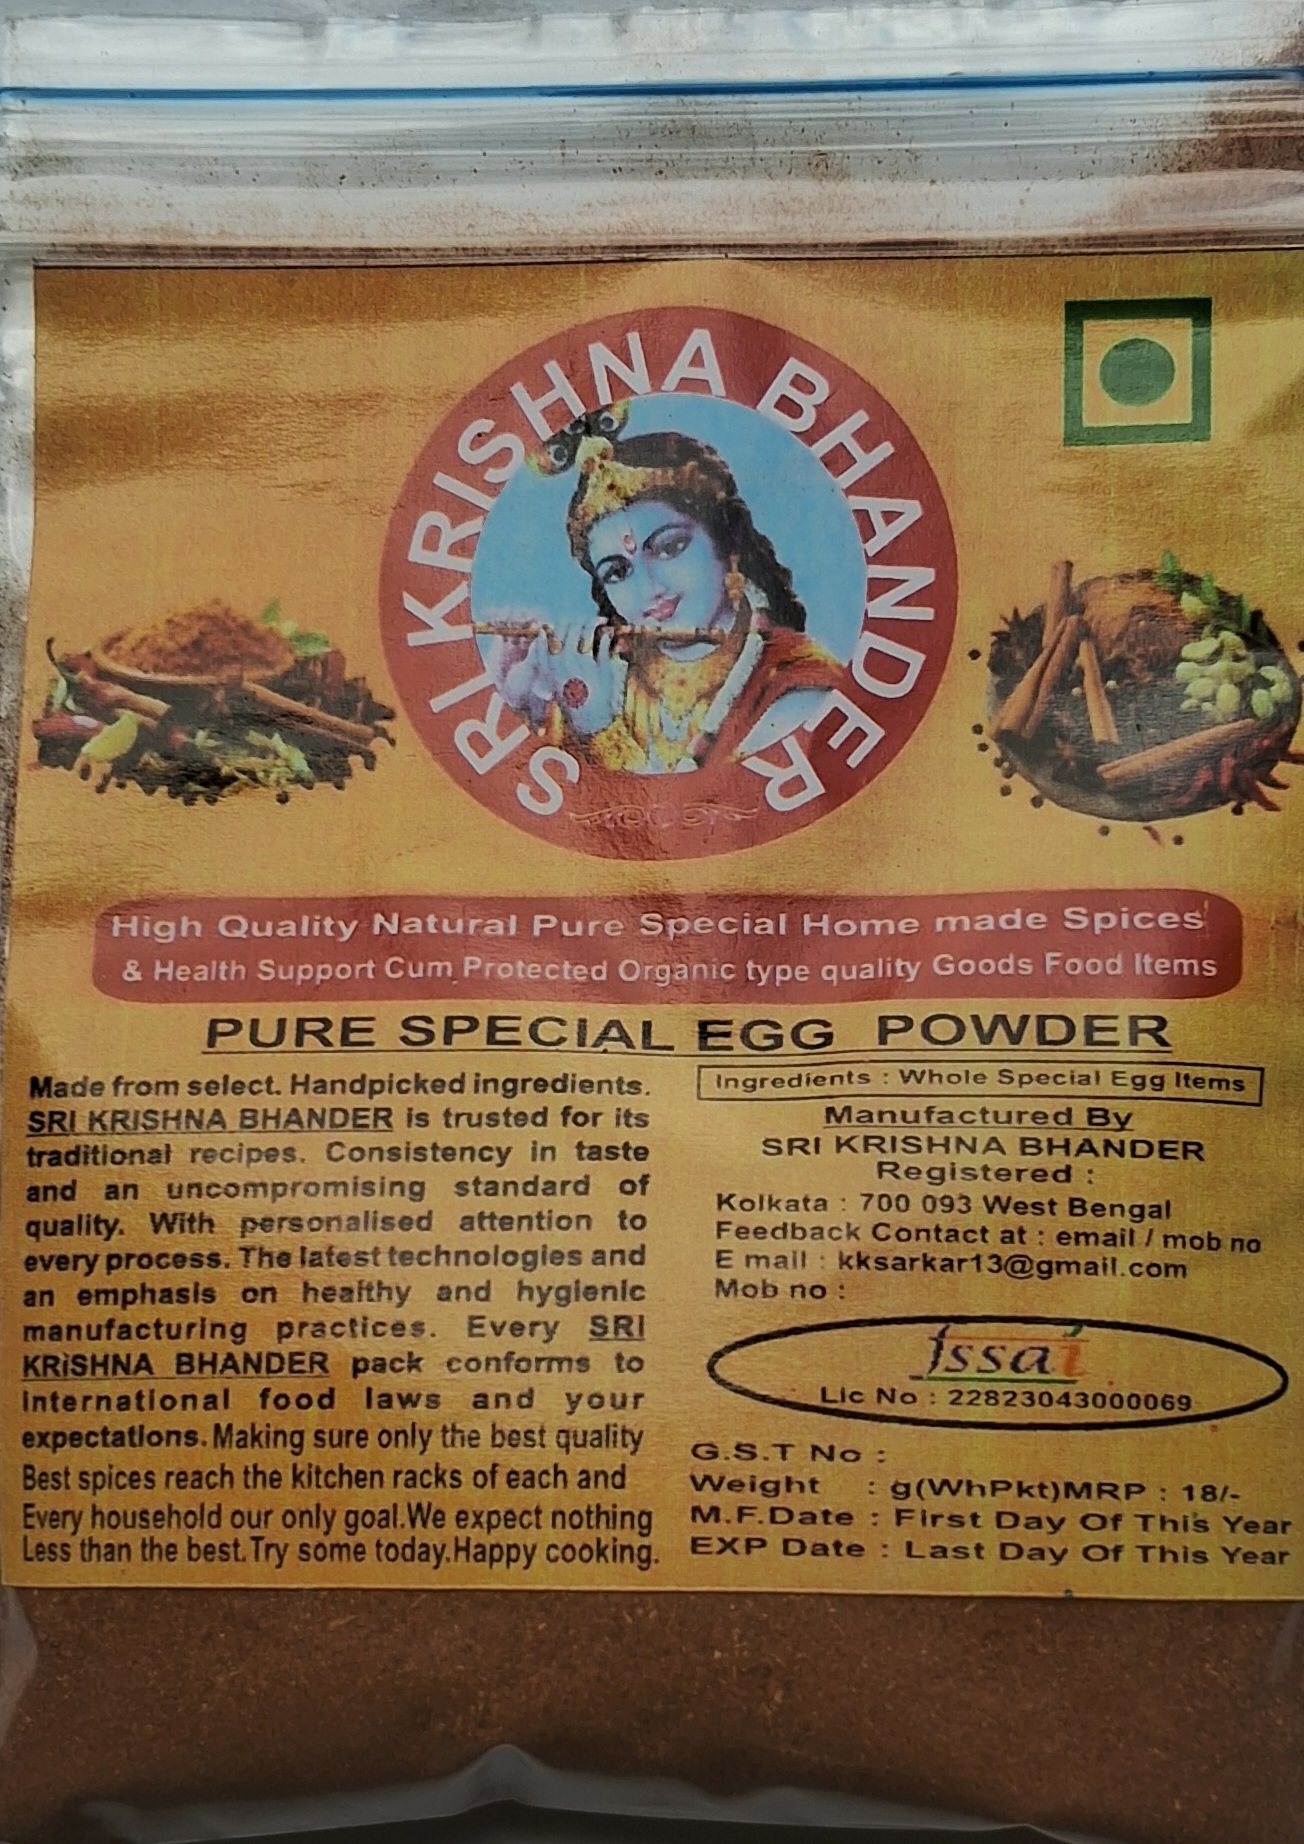 SRI KRISHNA BHANDER
High Quality Natural Pure Special Home made Spices
& Health Support Cum Protected Organic type quality Goods Food Items
PURE SPECIAL EGG POWDER
Made from select. Handpicked ingredients.
SRI KRISHNA BHANDER is trusted for its
traditional recipes. Consistency in taste
and an uncompromising standard of
quality. With personalised attention to
every process. The latest technologies and
an emphasis on healthy and hygienic
manufacturing practices. Every SRI
KRISHNA BHANDER pack conforms to
international food laws and your
expectations. Making sure only the best quality
Best spices reach the kitchen racks of each and
Every household our only goal.We expect nothing
Less than the best.Try some today.Happy cooking.
Ingredients : Whole Special Egg Items
Manufactured By
SRI KRISHNA BHANDER
Registered :
Kolkata : 700 093 West Bengal
Feedback Contact at : email / mob no
E mail : kksarkar13@gmail.com
Mob no :
fssai
Lic No : 22823043000069
G.S.T No :
Weight : g(WhPkt)MRP : 18/-
M.F.Date : First Day Of This Year
EXP Date : Last Day Of This Year